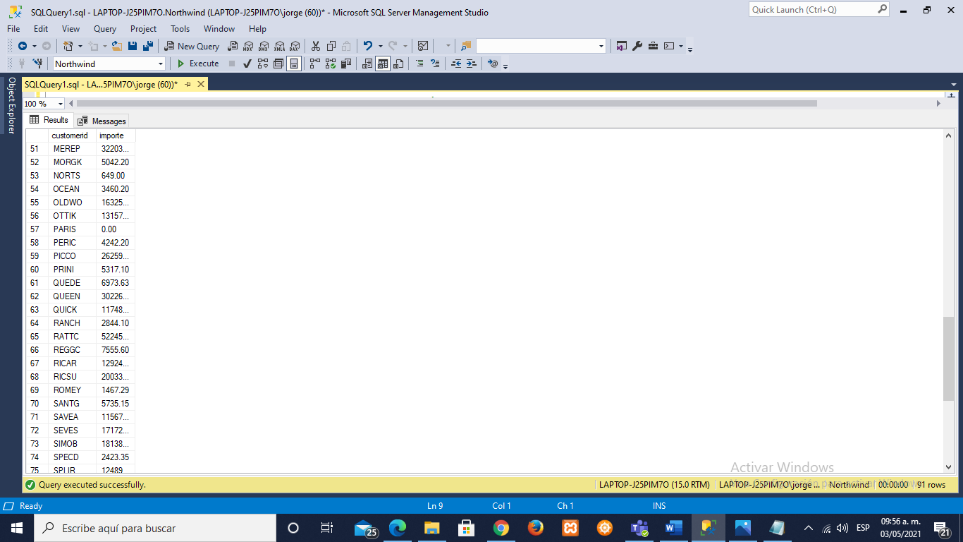 SQLQuery1.sql - LAPTOP-J25PIM7O.Northwind (LAPTOP-J25PIM7O\jorge (60))* - Microsoft SQL Server Management Studio
Quick Launch (Ctrl+Q)
File Edit View Query Project Tools Window Help
New Query
Northwind Execute
Object Explorer
SQLQuery1.sql - LA...5PIM7O\jorge (60))*
100 %
Results Messages
customerid importe
51 MEREP 32203...
52 MORGK 5042.20
53 NORTS 649.00
54 OCEAN 3460.20
55 OLDWO 16325...
56 OTTIK 13157...
57 PARIS 0.00
58 PERIC 4242.20
59 PICCO 26259...
60 PRINI 5317.10
61 QUEDE 6973.63
62 QUEEN 30226...
63 QUICK 11748...
64 RANCH 2844.10
65 RATTC 52245...
66 REGGC 7555.60
67 RICAR 12924...
68 RICSU 20033...
69 ROMEY 1467.29
70 SANTG 5735.15
71 SAVEA 11567...
72 SEVES 17172...
73 SIMOB 18138...
74 SPECD 2423.35
75 SPLIR 12489
Activar Windows
Query executed successfully. LAPTOP-J25PIM7O (15.0 RTM) LAPTOP-J25PIM7O\jorge ... Northwind 00:00:00 91 rows
Ready Ln 9 Col 1 Ch 1 INS
Escribe aquí para buscar 25 ESP 09:56 a. m.
03/05/2021 21